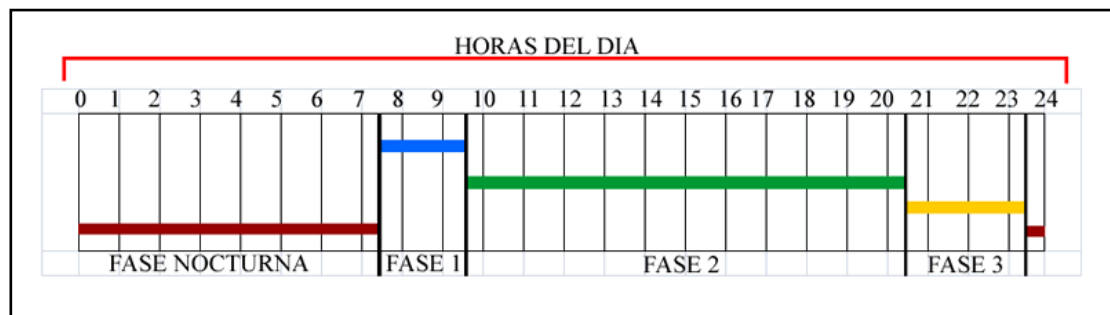 HORAS DEL DIA
0 1 2 3 4 5 6 7 8 9 10 11 12 13 14 15 16 17 18 19 20 21 22 23 24
FASE NOCTURNA FASE 1 FASE 2 FASE 3